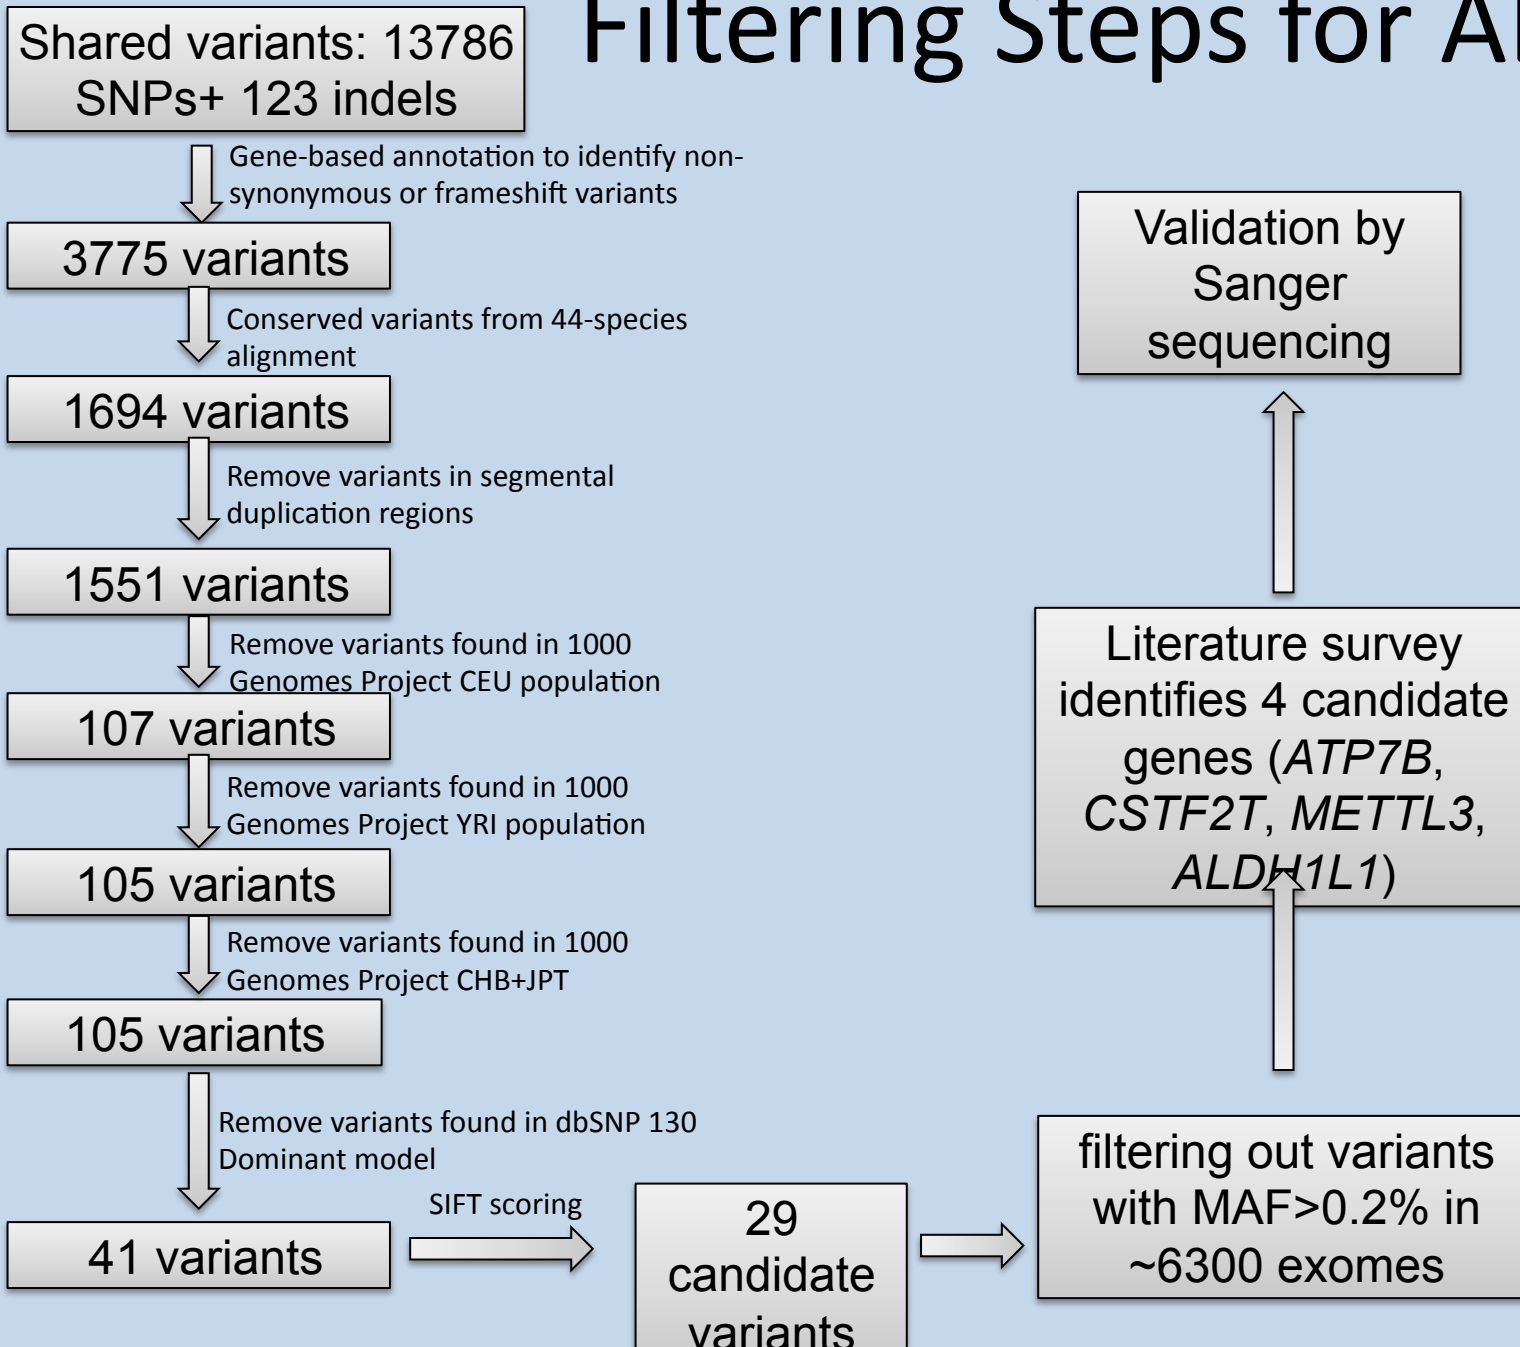 Filtering Steps for
Shared variants: 13786
SNPs+ 123 indels
Gene-based annotation to identify non-
synonymous or frameshift variants
3775 variants
Conserved variants from 44-species
alignment
1694 variants
Remove variants in segmental
duplication regions
1551 variants
Remove variants found in 1000
Genomes Project CEU population
107 variants
Remove variants found in 1000
Genomes Project YRI population
105 variants
Remove variants found in 1000
Genomes Project CHB+JPT
105 variants
Remove variants found in dbSNP 130
Dominant model
41 variants
SIFT scoring
29
candidate
variants
filtering out variants
with MAF>0.2% in
~6300 exomes
Literature survey
identifies 4 candidate
genes (ATP7B,
CSTF2T, METTL3,
ALDH1L1)
Validation by
Sanger
sequencing